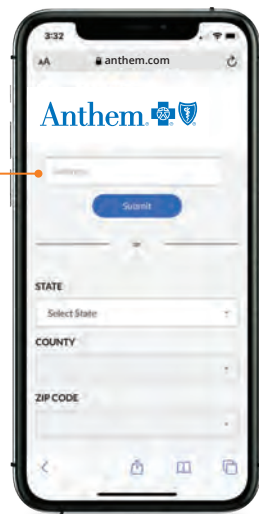 3:32
AA anthem.com
Anthem
Submit
or
STATE
Select State
COUNTY
ZIP CODE